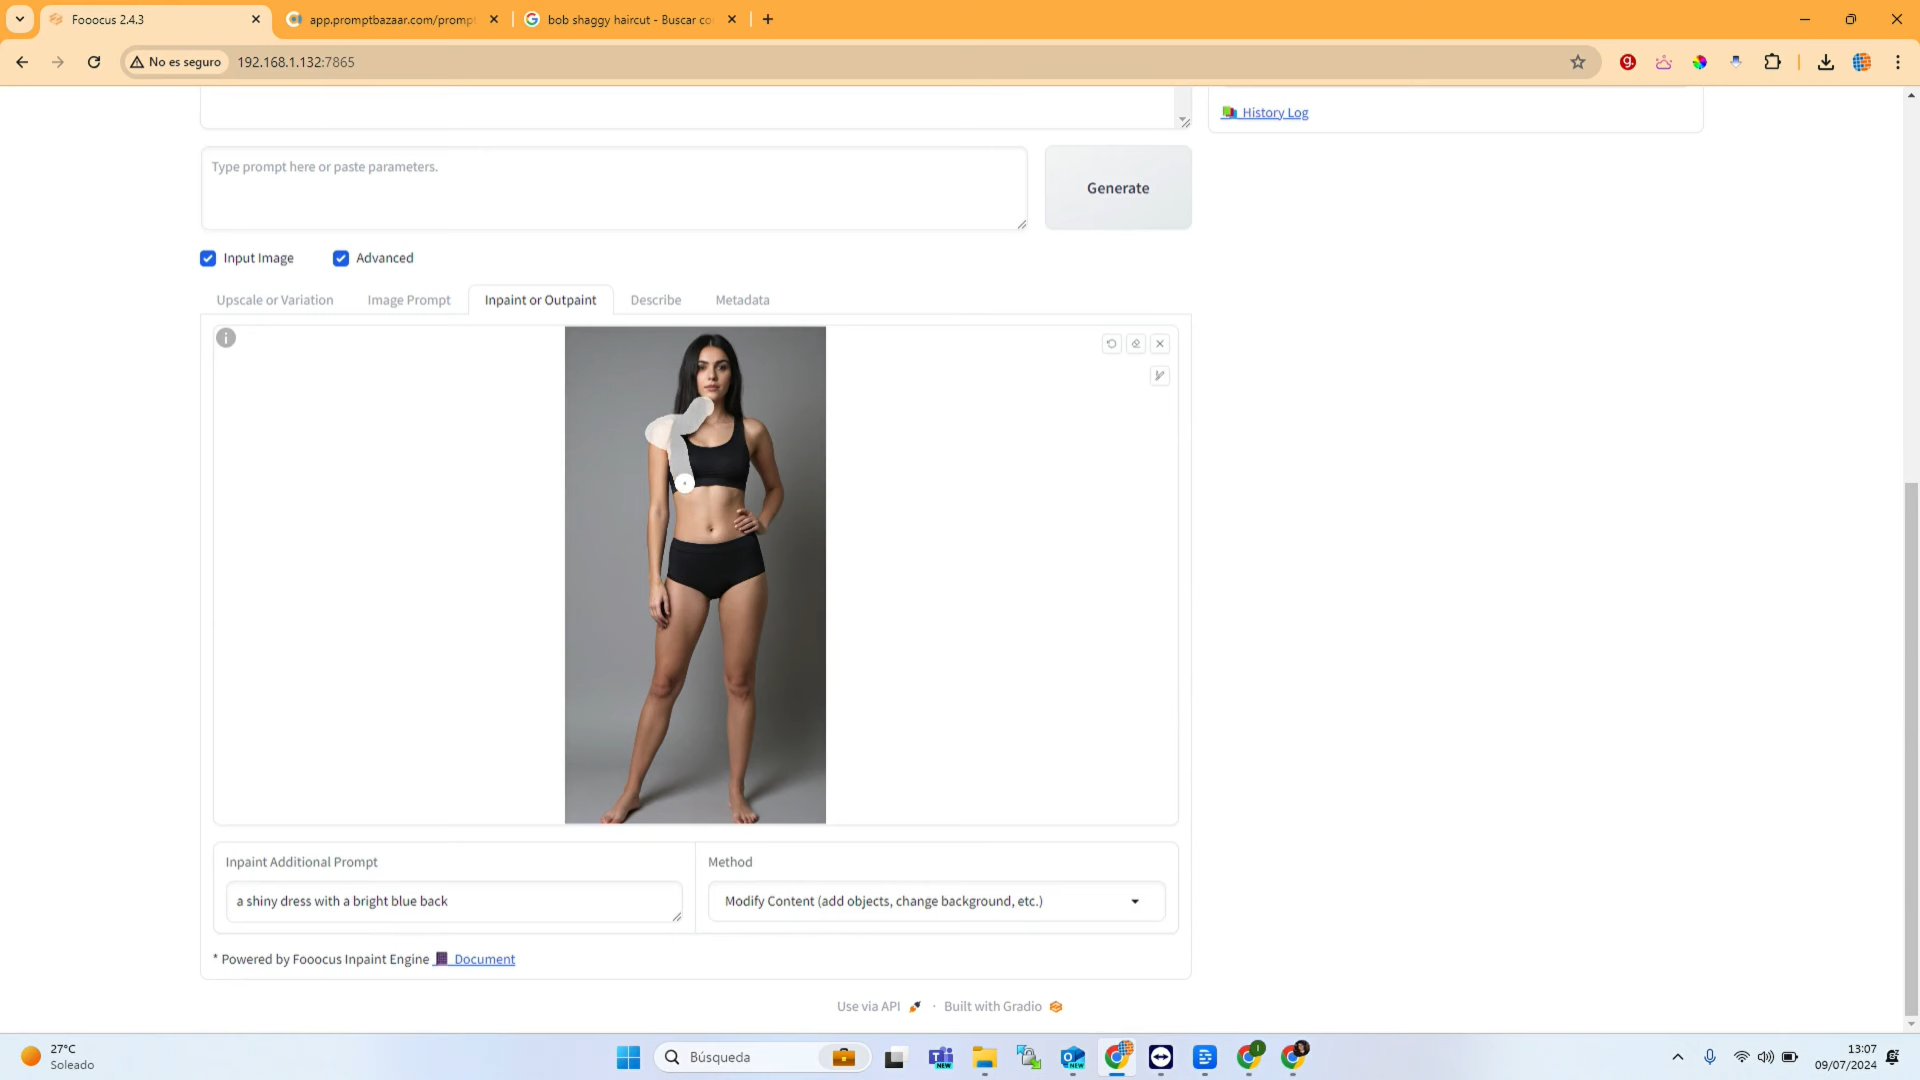 Fooocus 2.4.3
app.promptbazaar.com/prompt
bob shaggy haircut - Buscar co
No es seguro
192.168.1.132:7865
History Log
Type prompt here or paste parameters.
Generate
Input Image
Advanced
Upscale or Variation
Image Prompt
Inpaint or Outpaint
Describe
Metadata
Inpaint Additional Prompt
Method
a shiny dress with a bright blue back
Modify Content (add objects, change background, etc.)
* Powered by Fooocus Inpaint Engine Document
Use via API · Built with Gradio
27°C
Soleado
Búsqueda
13:07
09/07/2024